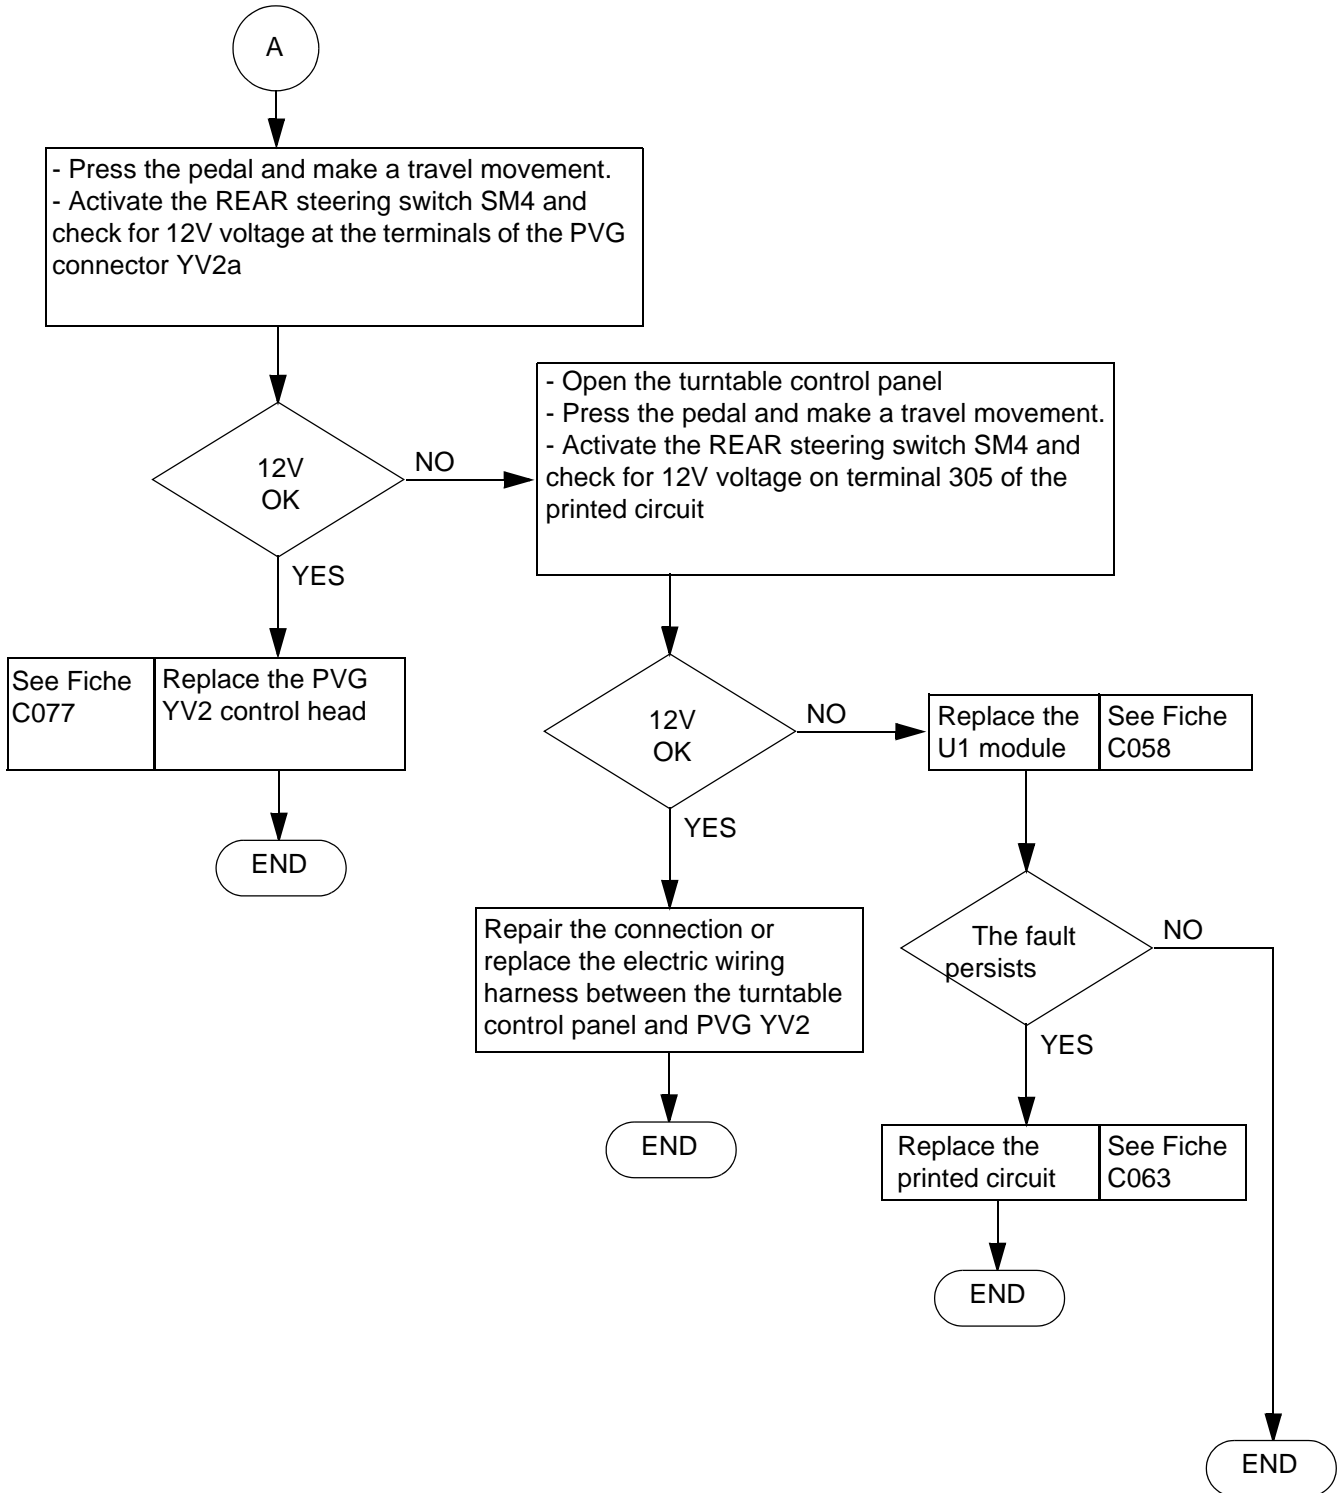 A
- Press the pedal and make a travel movement.
- Activate the REAR steering switch SM4 and
check for 12V voltage at the terminals of the PVG
connector YV2a
- Open the turntable control panel
- Press the pedal and make a travel movement.
- Activate the REAR steering switch SM4 and
check for 12V voltage on terminal 305 of the
printed circuit
12V
OK
NO
YES
See Fiche
C077
Replace the PVG
YV2 control head
END
12V
OK
NO
YES
Replace the
U1 module
See Fiche
C058
Repair the connection or
replace the electric wiring
harness between the turntable
control panel and PVG YV2
END
The fault
persists
NO
YES
Replace the
printed circuit
See Fiche
C063
END
END